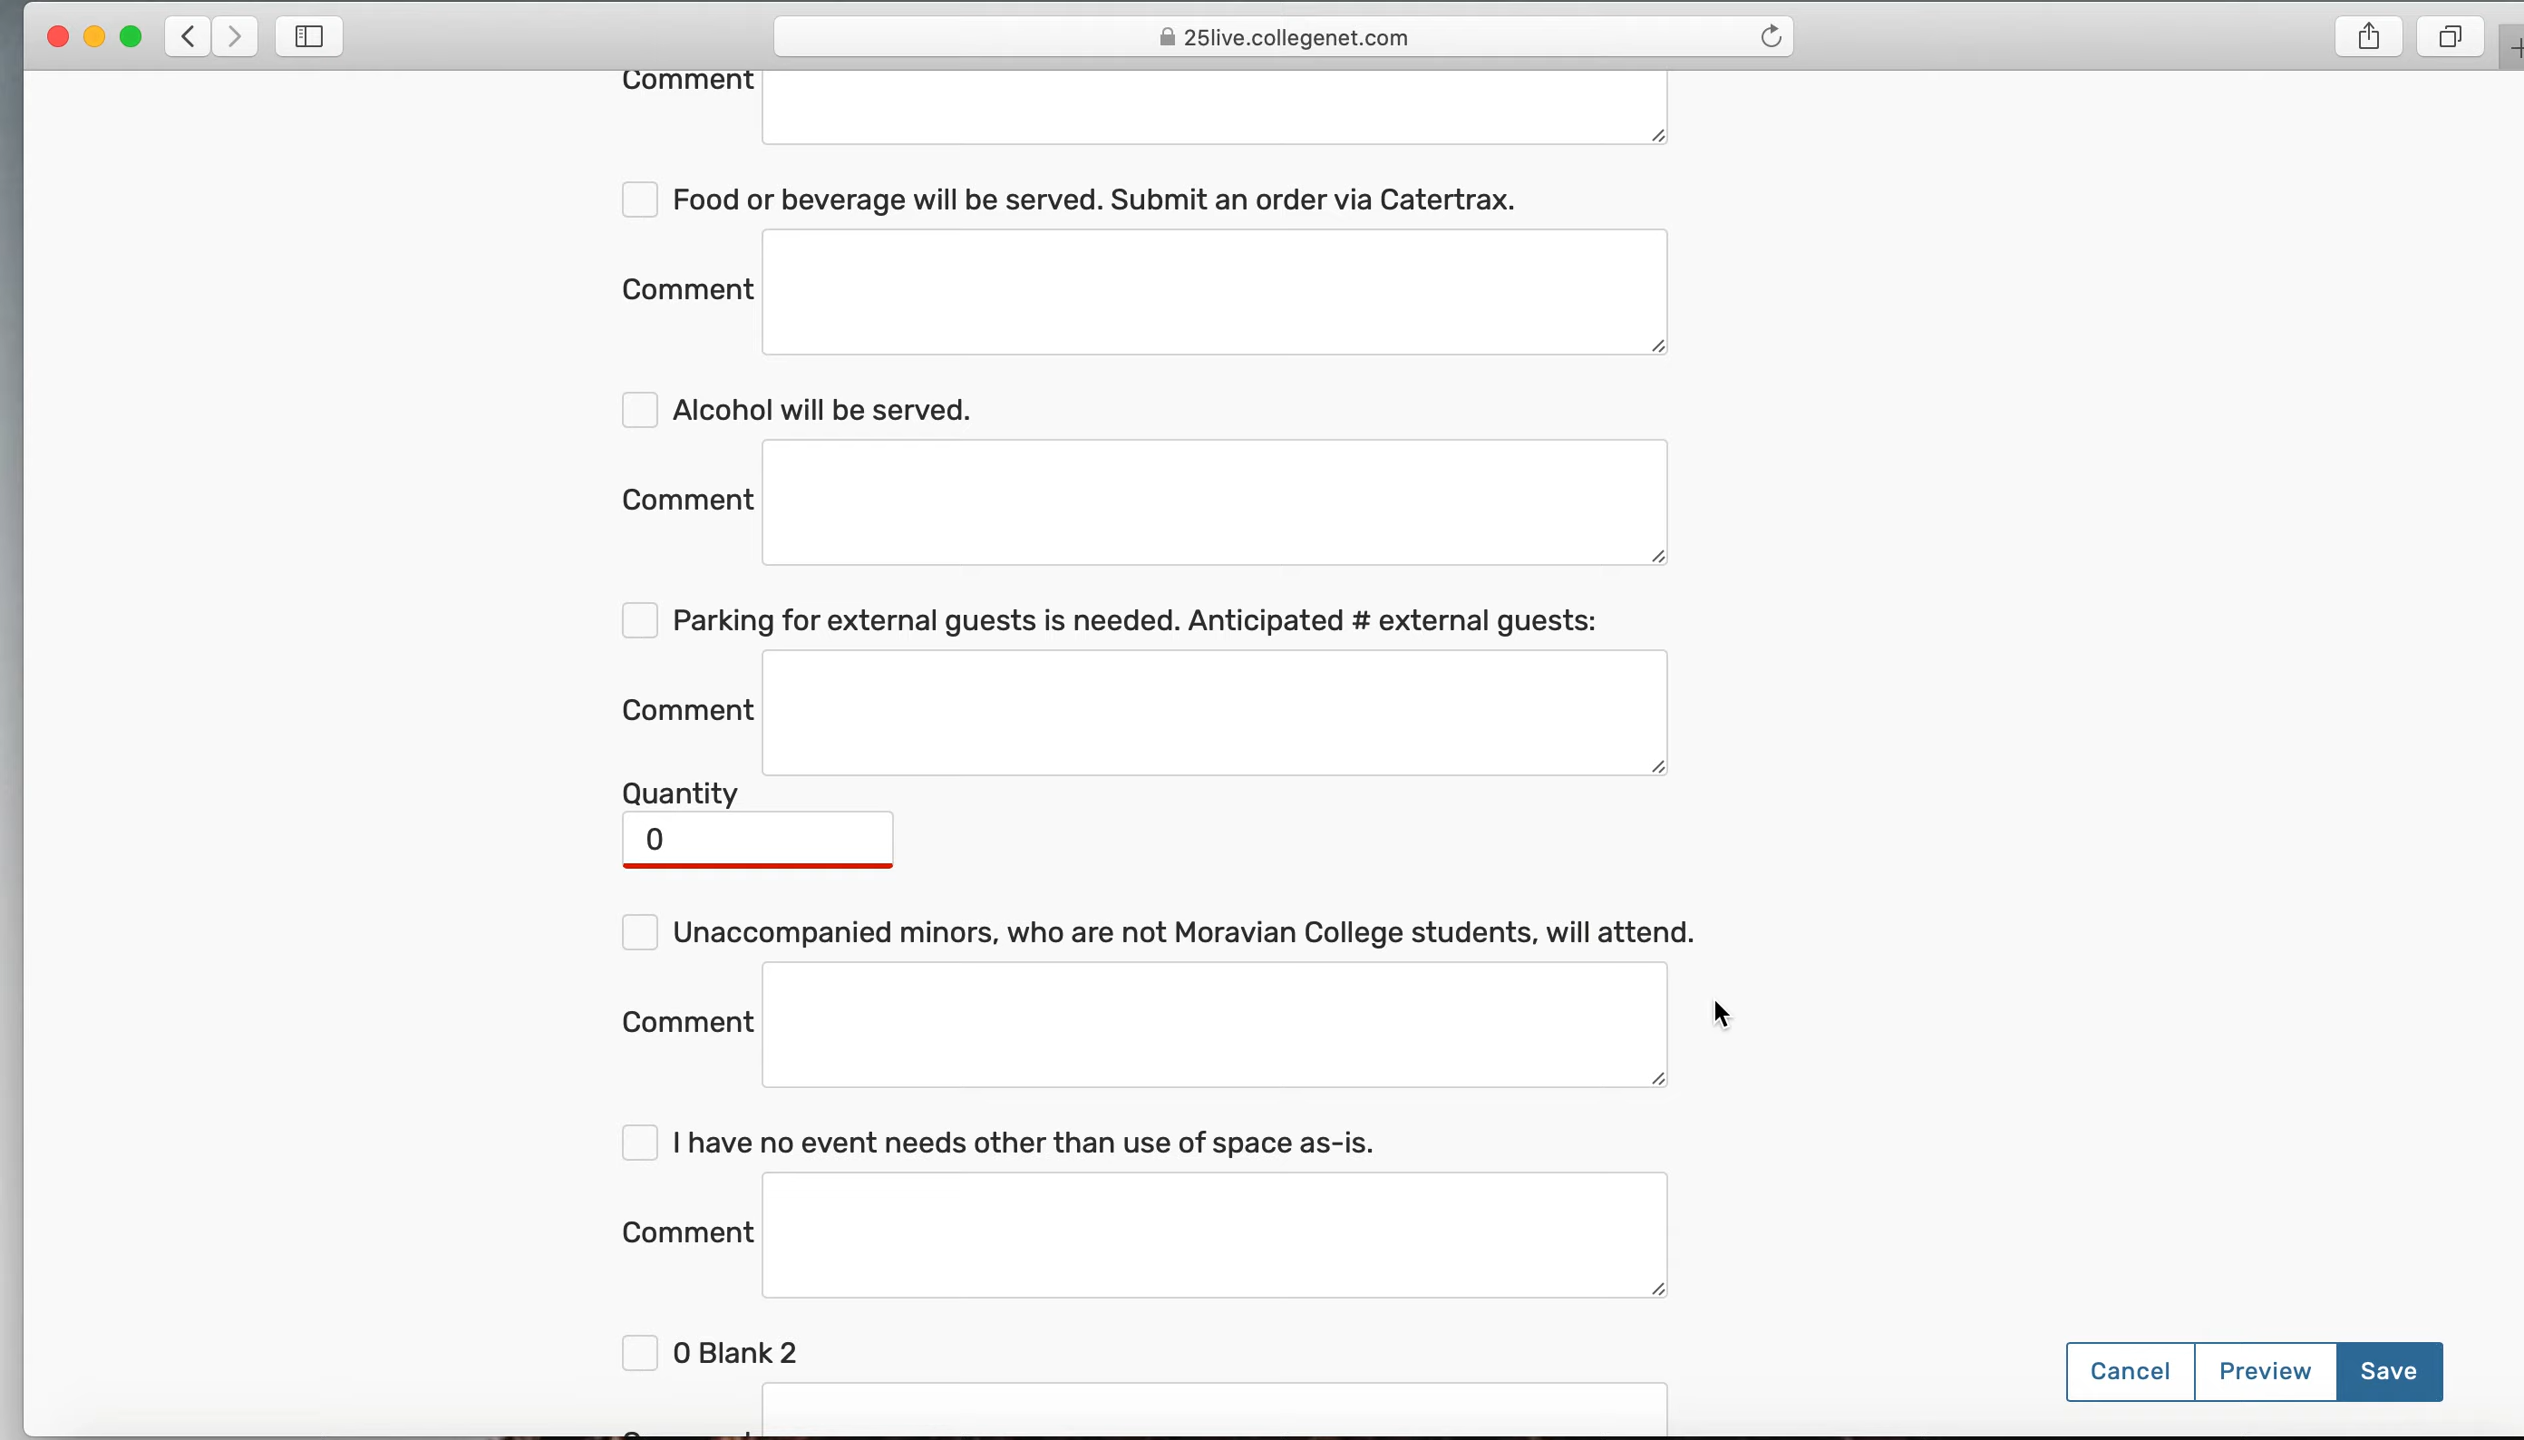 25live.collegenet.com
Comment
Food or beverage will be served. Submit an order via Catertrax.
Comment
Alcohol will be served.
Comment
Parking for external guests is needed. Anticipated # external guests:
Comment
Quantity
0
Unaccompanied minors, who are not Moravian College students, will attend.
Comment
I have no event needs other than use of space as-is.
Comment
0 Blank 2
Cancel Preview Save